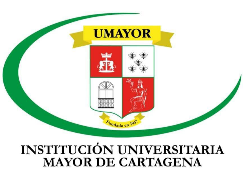 UMAYOR
INSTITUCIÓN UNIVERSITARIA
MAYOR DE CARTAGENA